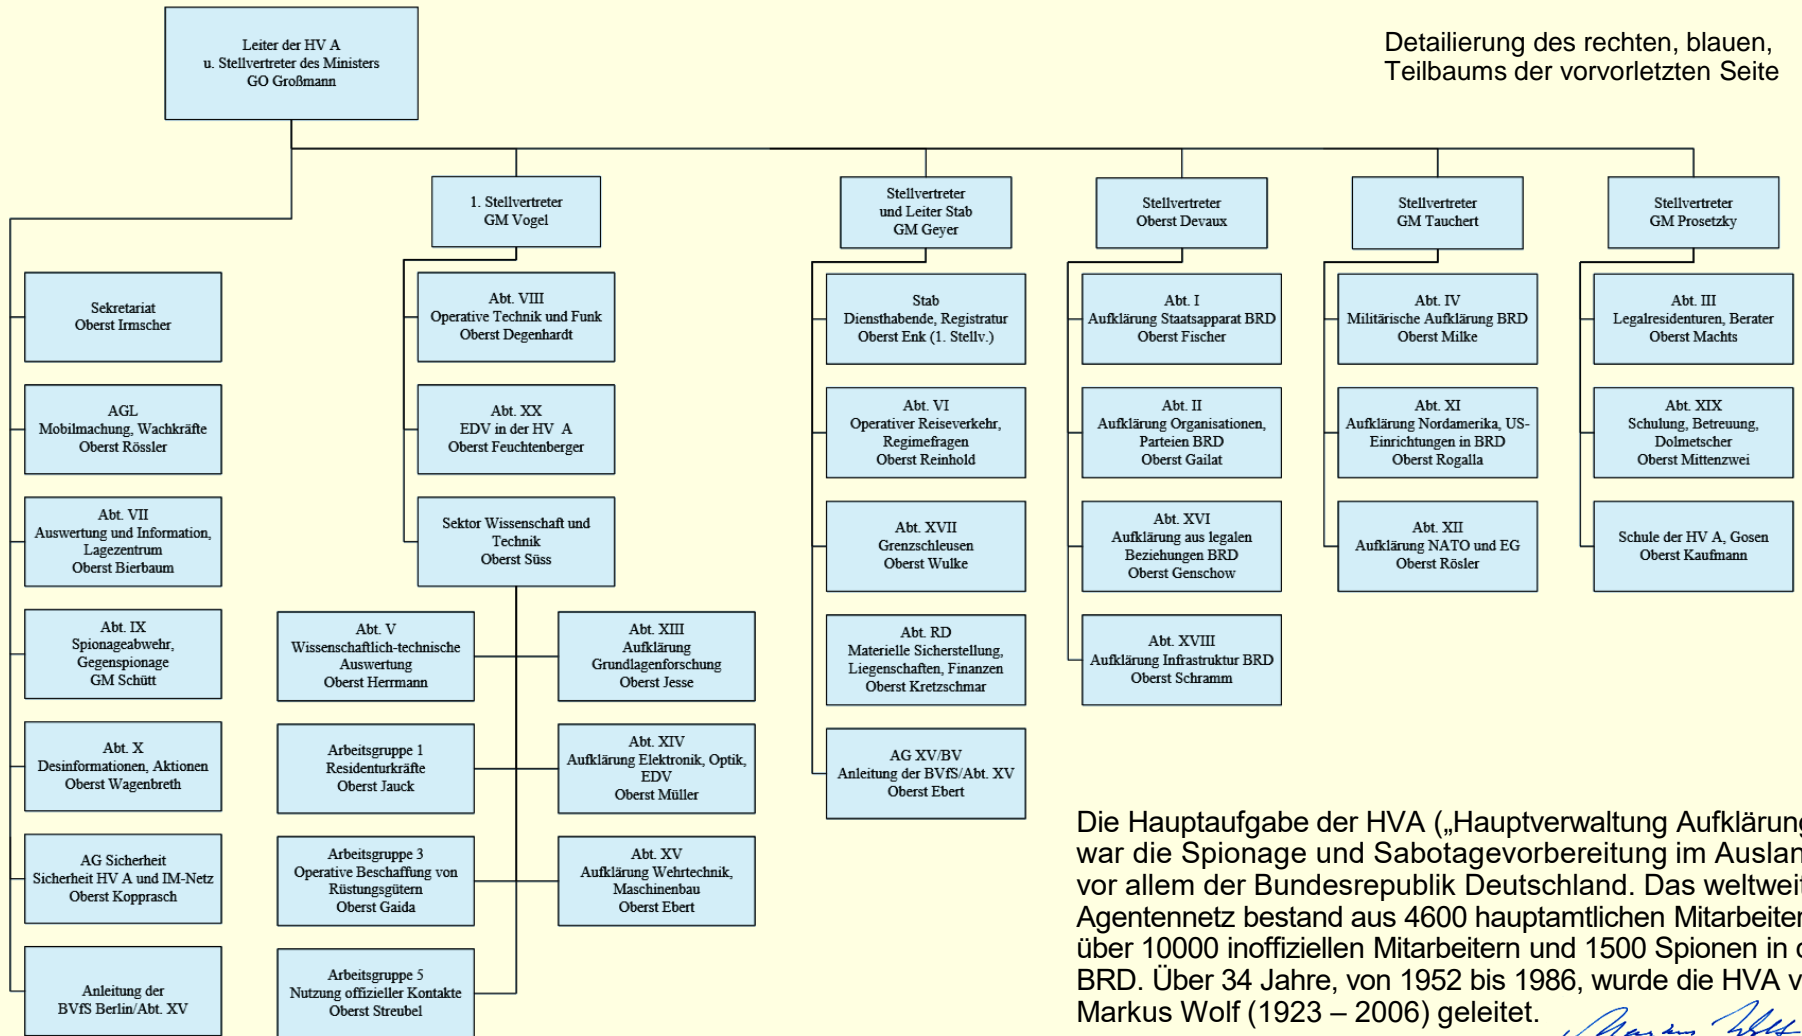 Leiter der HV A
u. Stellvertreter des Ministers
GO Großmann
Detailierung des rechten, blauen,
Teilbaums der vorvorletzten Seite
Sekretariat
Oberst Irmscher
AGL
Mobilmachung, Wachkräfte
Oberst Rössler
Abt. VII
Auswertung und Information,
Lagezentrum
Oberst Bierbaum
Abt. IX
Spionageabwehr,
Gegenspionage
GM Schütt
Abt. X
Desinformationen, Aktionen
Oberst Wagenbreth
AG Sicherheit
Sicherheit HV A und IM-Netz
Oberst Kopprasch
Anleitung der
BVfS Berlin/Abt. XV
1. Stellvertreter
GM Vogel
Abt. VIII
Operative Technik und Funk
Oberst Degenhardt
Abt. XX
EDV in der HV A
Oberst Feuchtenberger
Sektor Wissenschaft und
Technik
Oberst Süss
Abt. V
Wissenschaftlich-technische
Auswertung
Oberst Herrmann
Abt. XIII
Aufklärung
Grundlagenforschung
Oberst Jesse
Arbeitsgruppe 1
Residenturkräfte
Oberst Jauck
Abt. XIV
Aufklärung Elektronik, Optik,
EDV
Oberst Müller
Arbeitsgruppe 3
Operative Beschaffung von
Rüstungsgütern
Oberst Gaida
Abt. XV
Aufklärung Wehrtechnik,
Maschinenbau
Oberst Ebert
Arbeitsgruppe 5
Nutzung offizieller Kontakte
Oberst Streubel
Stellvertreter
und Leiter Stab
GM Geyer
Stab
Diensthabende, Registratur
Oberst Enk (1. Stellv.)
Abt. VI
Operativer Reiseverkehr,
Regimefragen
Oberst Reinhold
Abt. XVII
Grenzschleusen
Oberst Wulke
Abt. RD
Materielle Sicherstellung,
Liegenschaften, Finanzen
Oberst Kretzschmar
AG XV/BV
Anleitung der BVfS/Abt. XV
Oberst Ebert
Stellvertreter
Oberst Devaux
Abt. I
Aufklärung Staatsapparat BRD
Oberst Fischer
Abt. II
Aufklärung Organisationen,
Parteien BRD
Oberst Gailat
Abt. XVI
Aufklärung aus legalen
Beziehungen BRD
Oberst Genschow
Abt. XVIII
Aufklärung Infrastruktur BRD
Oberst Schramm
Stellvertreter
GM Tauchert
Abt. IV
Militärische Aufklärung BRD
Oberst Milke
Abt. XI
Aufklärung Nordamerika, US-
Einrichtungen in BRD
Oberst Rogalla
Abt. XII
Aufklärung NATO und EG
Oberst Rösler
Stellvertreter
GM Prosetzky
Abt. III
Legalresidenturen, Berater
Oberst Machts
Abt. XIX
Schulung, Betreuung,
Dolmetscher
Oberst Mittenzwei
Schule der HV A, Gosen
Oberst Kaufmann
Die Hauptaufgabe der HVA („Hauptverwaltung Aufklärung
war die Spionage und Sabotagevorbereitung im Auslan
vor allem der Bundesrepublik Deutschland. Das weltweit
Agentennetz bestand aus 4600 hauptamtlichen Mitarbeiter
über 10000 inoffiziellen Mitarbeitern und 1500 Spionen in
BRD. Über 34 Jahre, von 1952 bis 1986, wurde die HVA v
Markus Wolf (1923 – 2006) geleitet.
Markus Wolf